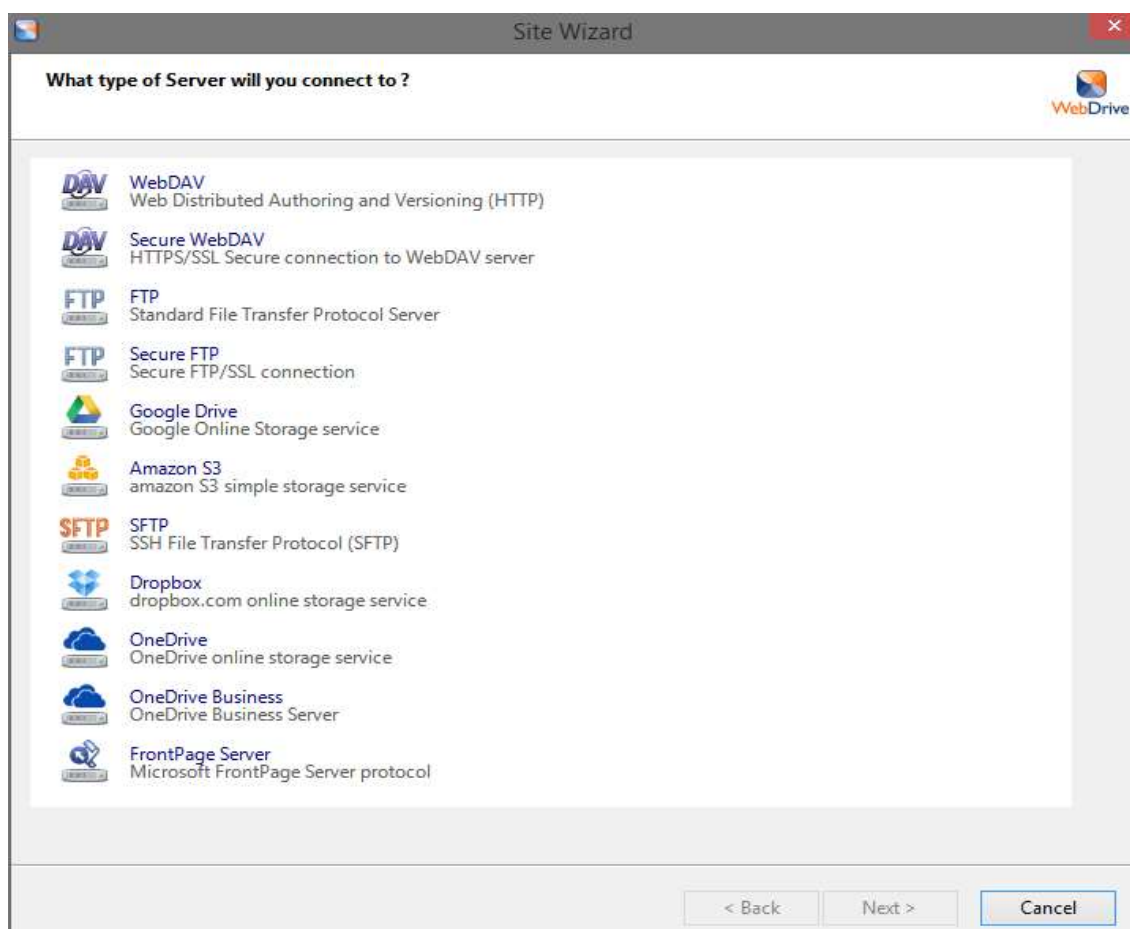 Site Wizard
What type of Server will you connect to ?
WebDrive
DAV
WebDAV
Web Distributed Authoring and Versioning (HTTP)
DAV
Secure WebDAV
HTTPS/SSL Secure connection to WebDAV server
FTP
FTP
Standard File Transfer Protocol Server
FTP
Secure FTP
Secure FTP/SSL connection
Google Drive
Google Online Storage service
Amazon S3
amazon S3 simple storage service
SFTP
SFTP
SSH File Transfer Protocol (SFTP)
Dropbox
dropbox.com online storage service
OneDrive
OneDrive online storage service
OneDrive Business
OneDrive Business Server
FrontPage Server
Microsoft FrontPage Server protocol
< Back
Next >
Cancel